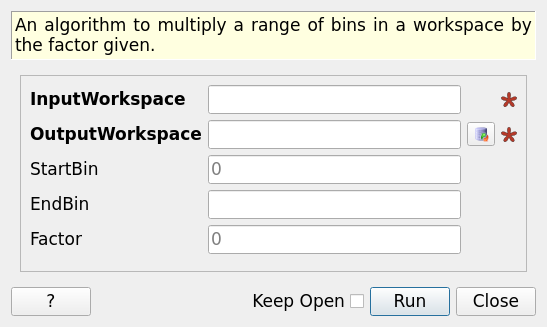 An algorithm to multiply a range of bins in a workspace by
the factor given.
InputWorkspace
OutputWorkspace
StartBin 0
EndBin
Factor 0
? Keep Open Run Close